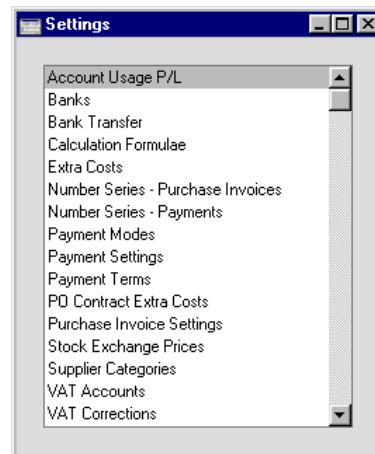 Settings
Account Usage P/L
Banks
Bank Transfer
Calculation Formulae
Extra Costs
Number Series - Purchase Invoices
Number Series - Payments
Payment Modes
Payment Settings
Payment Terms
PO Contract Extra Costs
Purchase Invoice Settings
Stock Exchange Prices
Supplier Categories
VAT Accounts
VAT Corrections